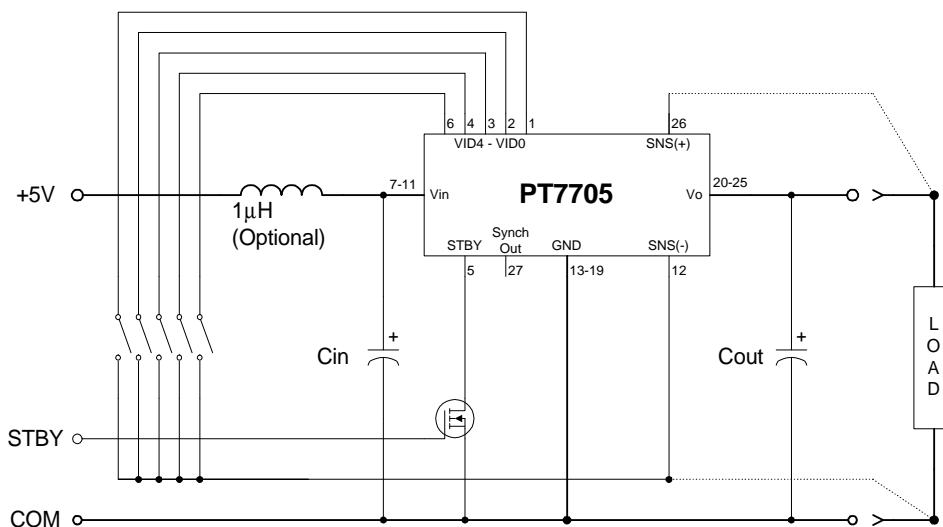 6 4 3 2 1
26
VID4 - VID0
SNS(+)
7-11
20-25
+5V
Vin
PT7705
Vo
1µH
(Optional)
STBY
Synch
Out
GND
SNS(-)
5
27
13-19
12
+
+
Cin
Cout
L
O
A
D
STBY
COM